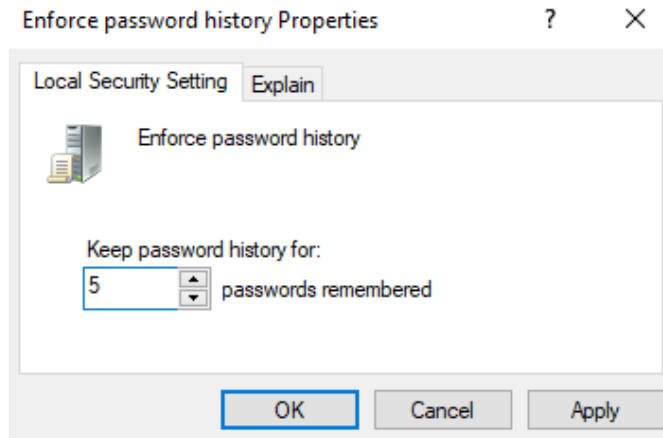 Enforce password history Properties ? X
Local Security Setting Explain
Enforce password history
Keep password history for:
5 passwords remembered
OK Cancel Apply